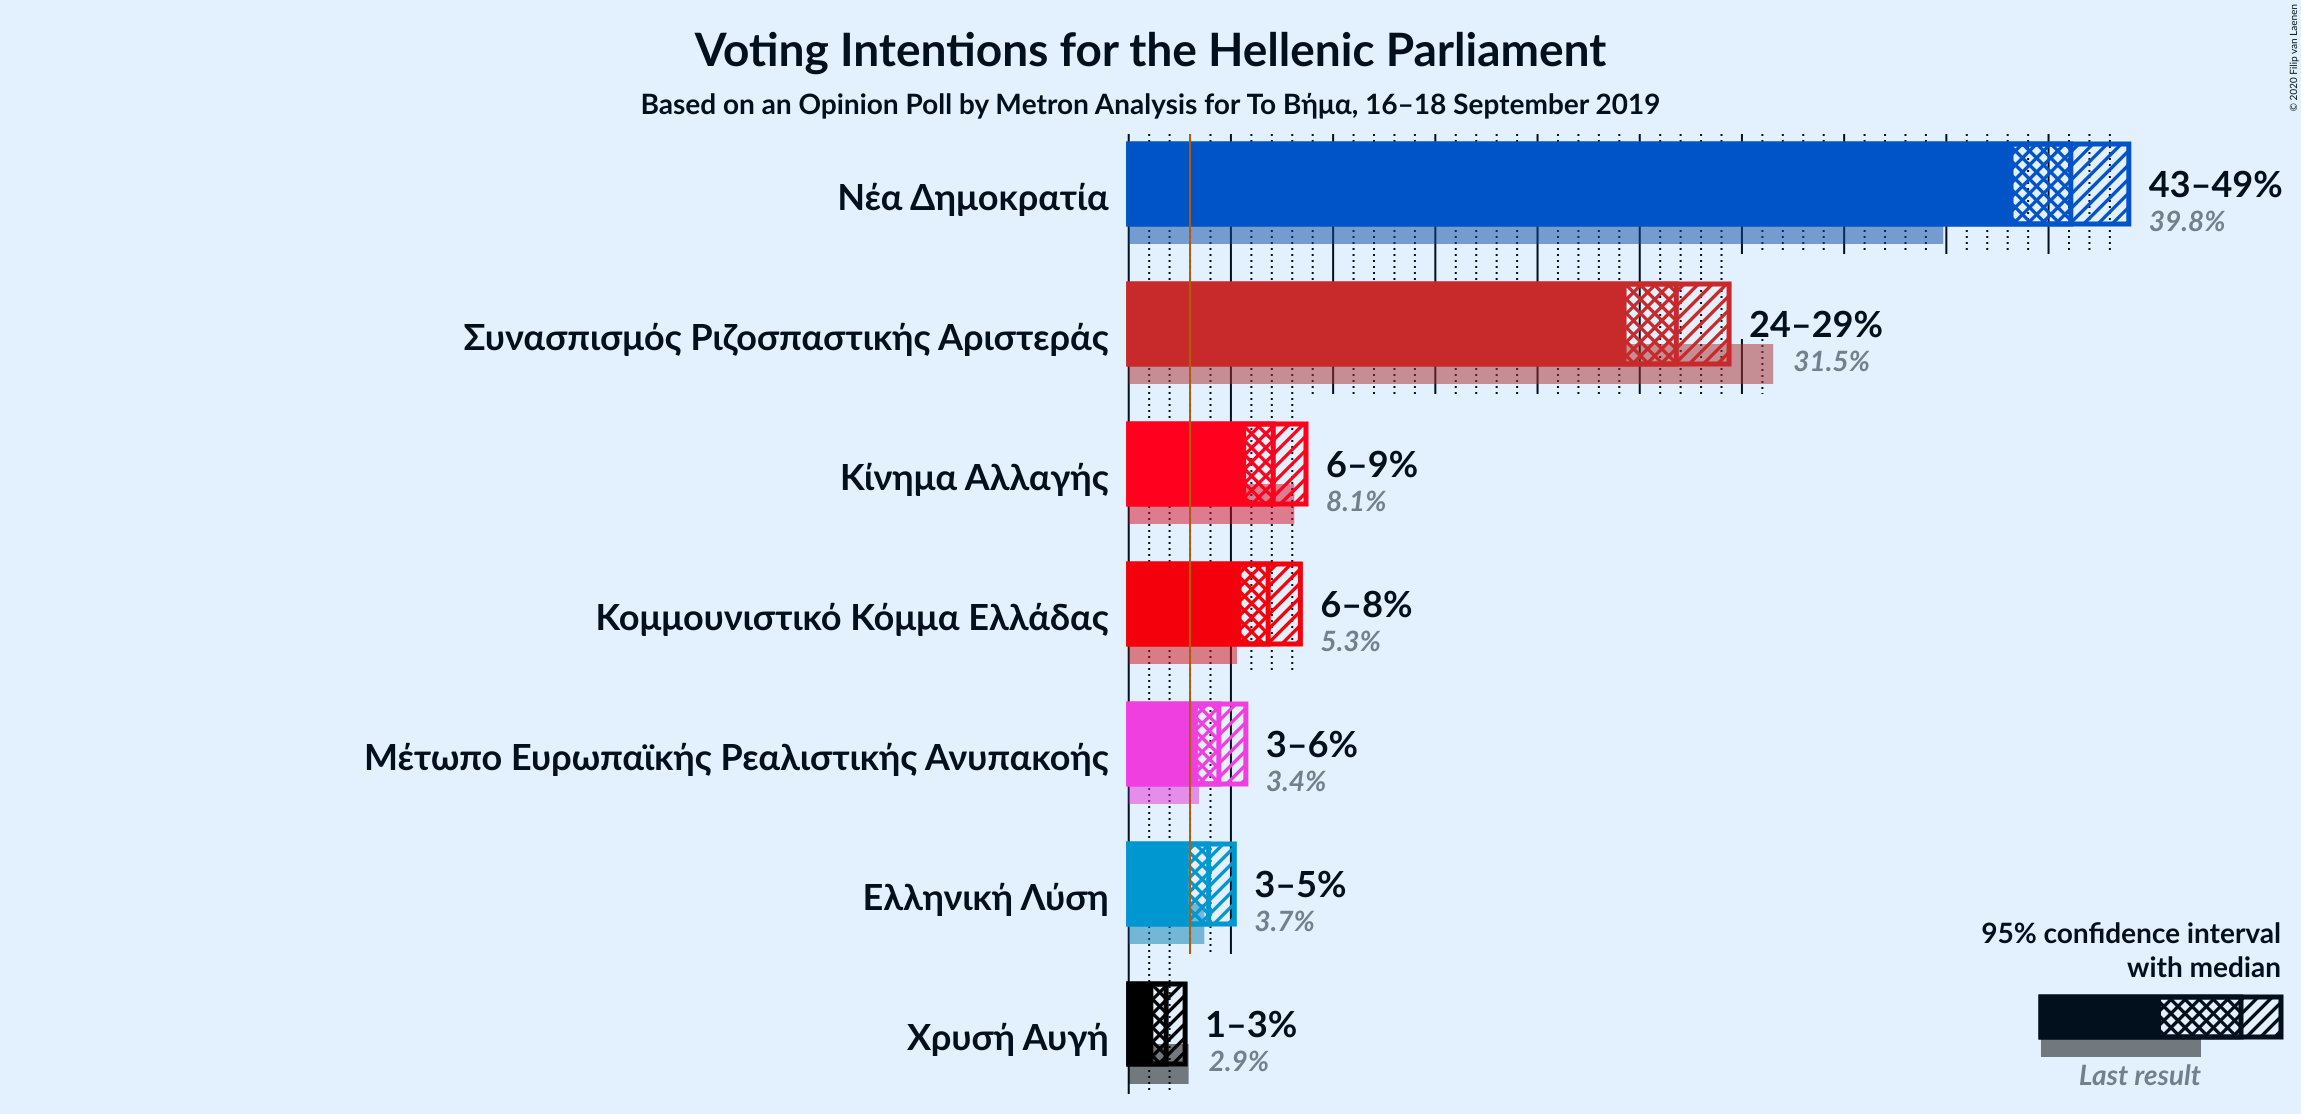 Voting Intentions for the Hellenic Parliament
Based on an Opinion Poll by Metron Analysis for Το Βήμα, 16–18 September 2019
© 2020 Filip van Laenen
Νέα Δημοκρατία
43–49%
39.8%
Συνασπισμός Ριζοσπαστικής Αριστεράς
24–29%
31.5%
Κίνημα Αλλαγής
6–9%
8.1%
Κομμουνιστικό Κόμμα Ελλάδας
6–8%
5.3%
Μέτωπο Ευρωπαϊκής Ρεαλιστικής Ανυπακοής
3–6%
3.4%
Ελληνική Λύση
3–5%
3.7%
Χρυσή Αυγή
1–3%
2.9%
95% confidence interval
with median
Last result